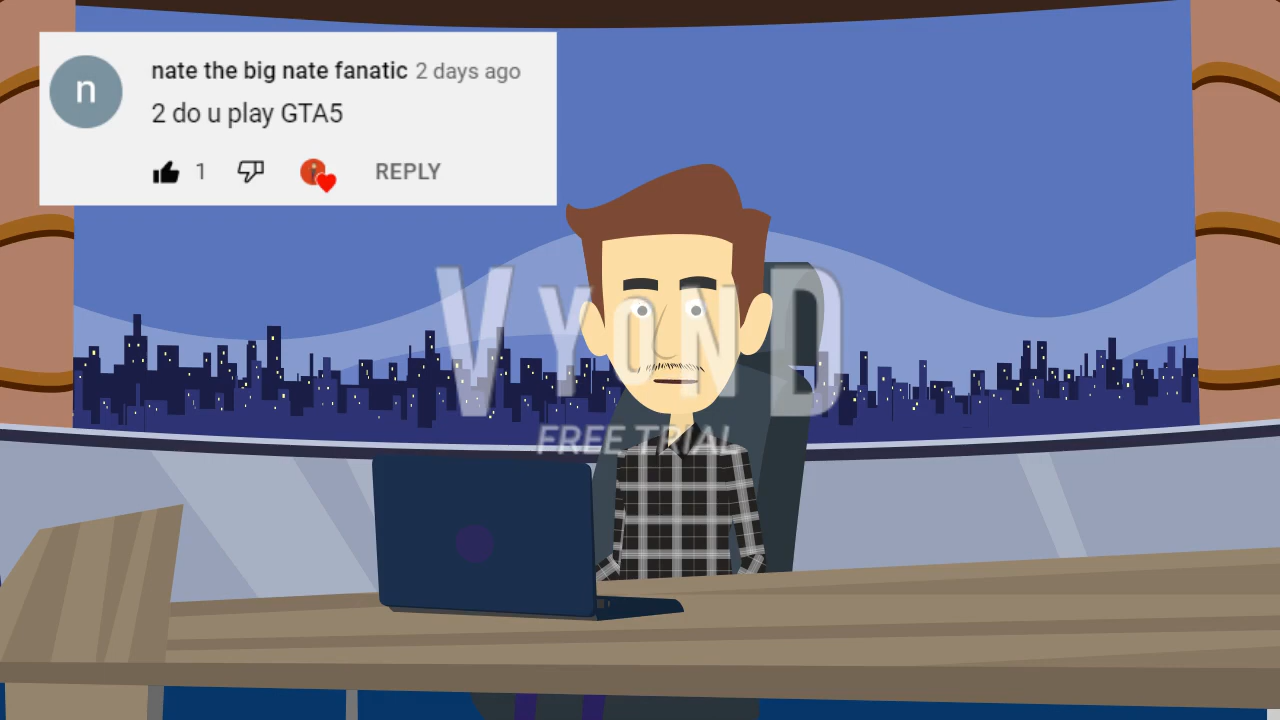 nate the big nate fanatic 2 days ago
2 do u play GTA5
1 REPLY
VYOND
FREE TRIAL